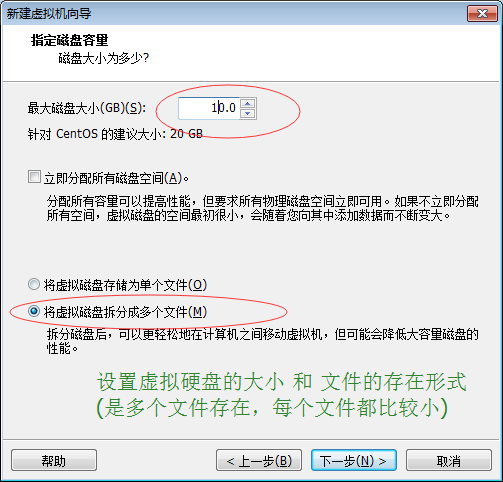 新建虚拟机向导
指定磁盘容量
磁盘大小为多少?
最大磁盘大小(GB)(S):
10.0
针对 CentOS 的建议大小: 20 GB
立即分配所有磁盘空间(A)。
分配所有容量可以提高性能，但要求所有物理磁盘空间立即可用。如果不立即分配
所有空间，虚拟磁盘的空间最初很小，会随着您向其中添加数据而不断变大。
将虚拟磁盘存储为单个文件(O)
将虚拟磁盘拆分成多个文件(M)
拆分磁盘后，可以更轻松地在计算机之间移动虚拟机，但可能会降低大容量磁盘的
性能。
设置虚拟硬盘的大小 和 文件的存在形式
(是多个文件存在，每个文件都比较小)
帮助
< 上一步(B)
下一步(N) >
取消